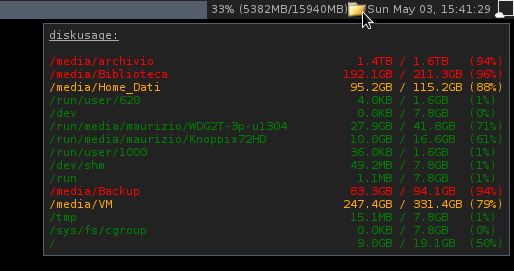 33% (5382MB/15940MB) Sun May 03, 15:41:29
diskusage:
/media/archivio 1.4TB / 1.6TB (94%)
/media/Biblioteca 192.1GB / 211.3GB (96%)
/media/Home_Dati 95.2GB / 115.2GB (88%)
/run/user/620 4.0KB / 1.6GB (1%)
/dev 0.0KB / 7.8GB (0%)
/run/media/maurizio/WDG2T-3p-u1304 27.9GB / 41.8GB (71%)
/run/media/maurizio/Knoppix72HD 10.0GB / 16.6GB (61%)
/run/user/1000 36.0KB / 1.6GB (1%)
/dev/shm 49.2MB / 7.8GB (1%)
/run 1.1MB / 7.8GB (1%)
/media/Backup 83.3GB / 94.1GB (94%)
/media/VM 247.4GB / 331.4GB (79%)
/tmp 15.1MB / 7.8GB (1%)
/sys/fs/cgroup 0.0KB / 7.8GB (0%)
/ 9.0GB / 19.1GB (50%)